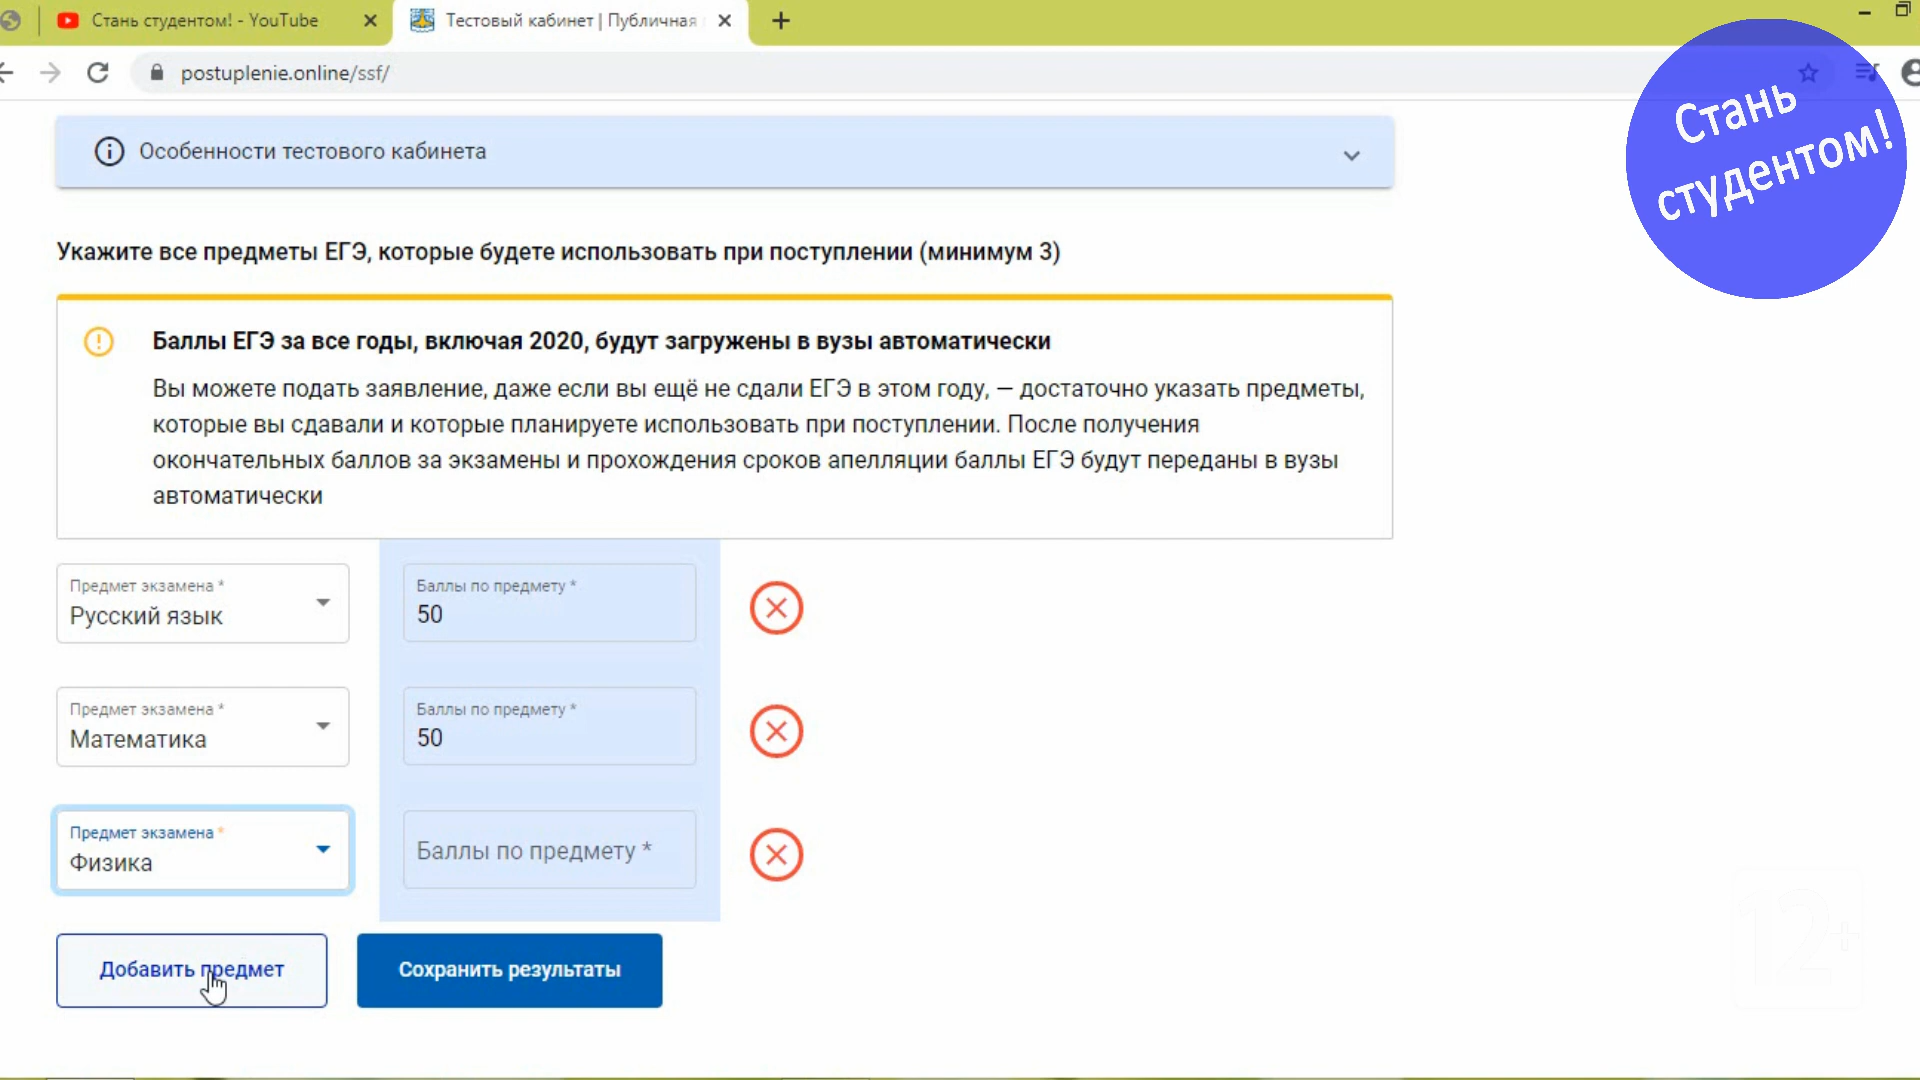 Стань студентом! - YouTube
Тестовый кабинет | Публичная
postuplenie.online/ssf/
Стань
студентом!
Особенности тестового кабинета
Укажите все предметы ЕГЭ, которые будете использовать при поступлении (минимум 3)
Баллы ЕГЭ за все годы, включая 2020, будут загружены в вузы автоматически
Вы можете подать заявление, даже если вы ещё не сдали ЕГЭ в этом году, — достаточно указать предметы,
которые вы сдавали и которые планируете использовать при поступлении. После получения
окончательных баллов за экзамены и прохождения сроков апелляции баллы ЕГЭ будут переданы в вузы
автоматически
Предмет экзамена *
Русский язык
Баллы по предмету *
50
Предмет экзамена *
Математика
Баллы по предмету *
50
Предмет экзамена *
Физика
Баллы по предмету *
12+
Добавить предмет
Сохранить результаты